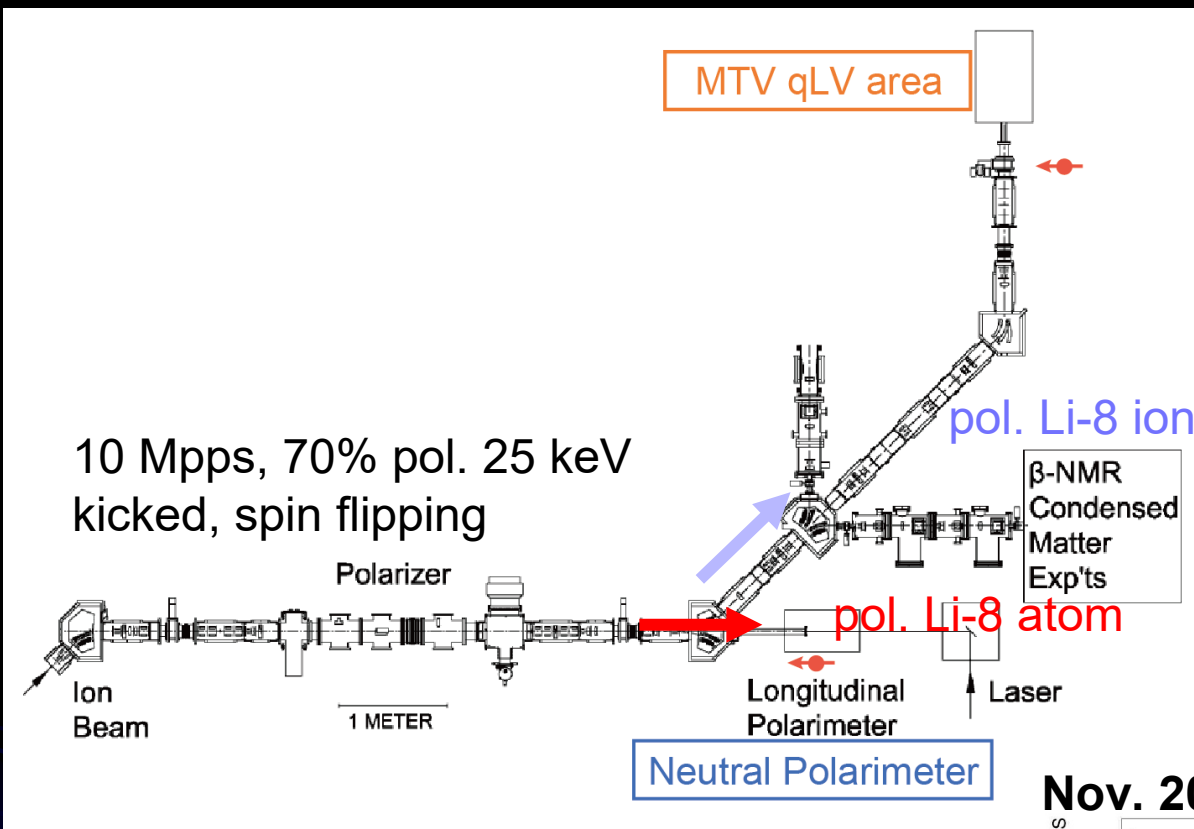 MTV qLV area
pol. Li-8 ion
10 Mpps, 70% pol. 25 keV
kicked, spin flipping
β-NMR
Condensed
Matter
Exp'ts
Polarizer
pol. Li-8 atom
Ion
Beam
1 METER
Longitudinal
Polarimeter
Laser
Neutral Polarimeter
Nov.